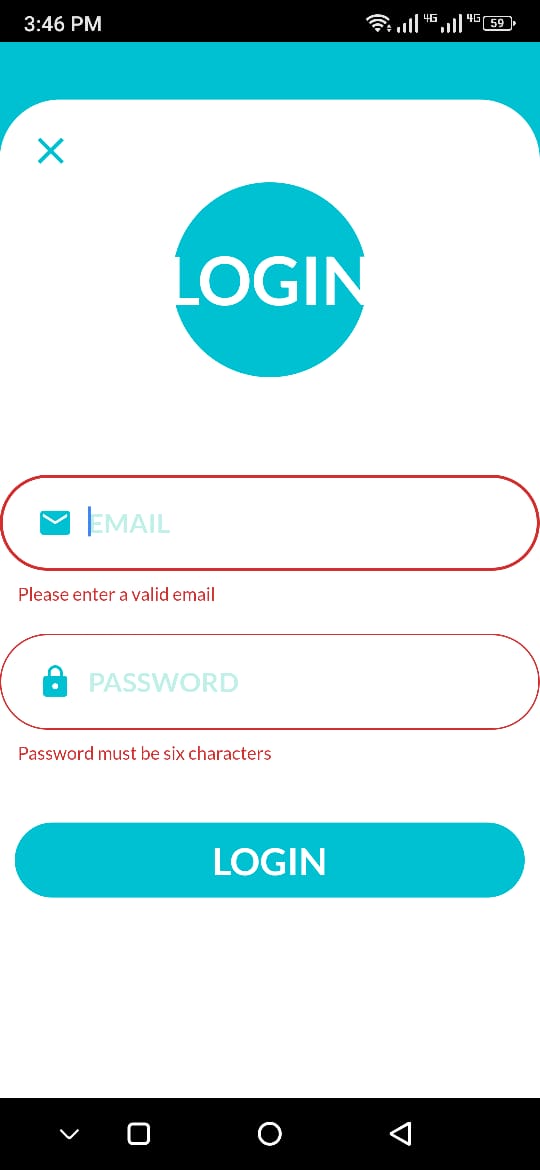 3:46 PM
4G 4G 59
LOGIN
EMAIL
Please enter a valid email
PASSWORD
Password must be six characters
LOGIN